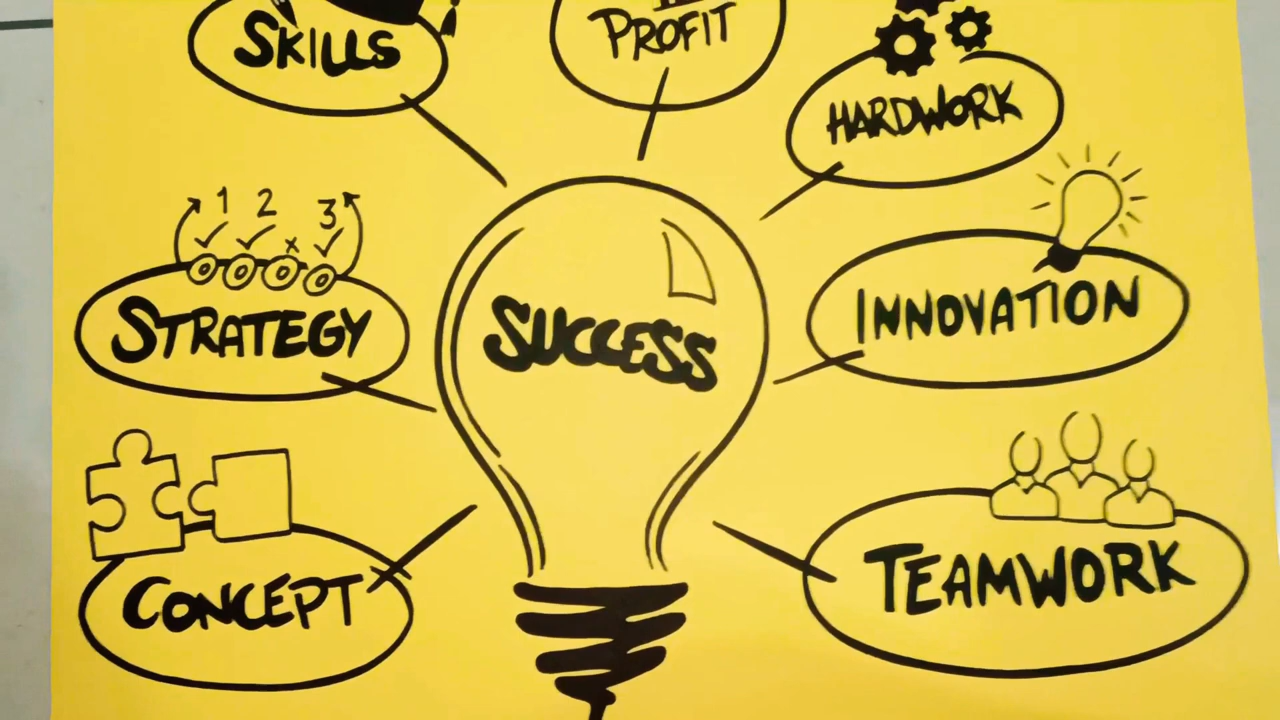 SKILLS
PROFIT
HARDWORK
1 2 3
STRATEGY
SUCCESS
INNOVATION
CONCEPT
TEAMWORK